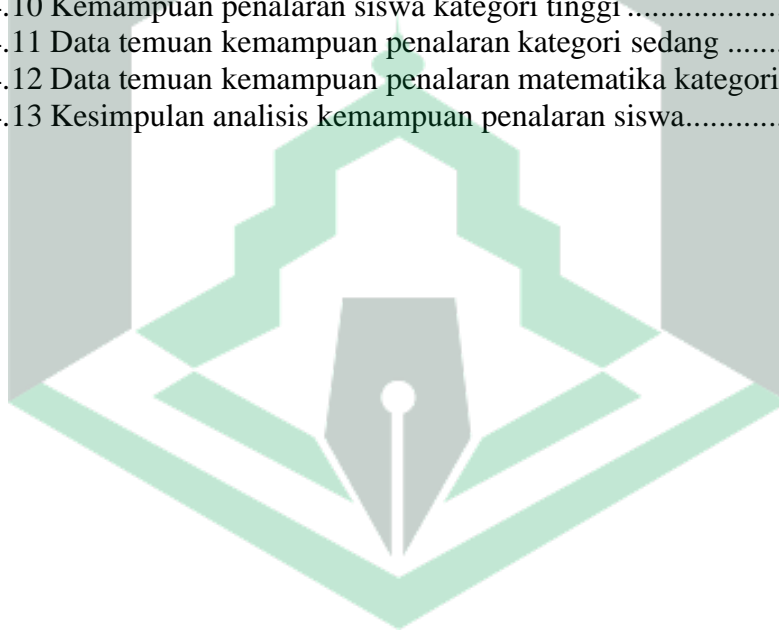 .10 Kemampuan penalaran siswa kategori tinggi ....................
.11 Data temuan kemampuan penalaran kategori sedang .......
.12 Data temuan kemampuan penalaran matematika kategori
.13 Kesimpulan analisis kemampuan penalaran siswa.............